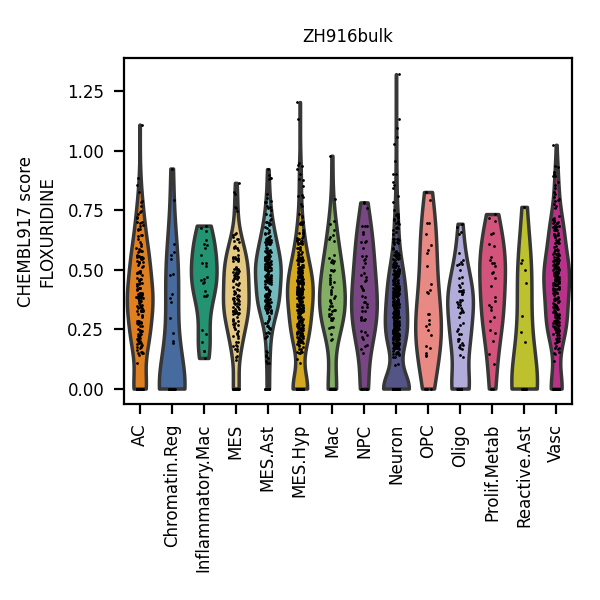 ZH916bulk
CHEMBL917 score
FLOXURIDINE
1.25
1.00
0.75
0.50
0.25
0.00
AC
Chromatin.Reg
Inflammatory.Mac
MES
MES.Ast
MES.Hyp
Mac
NPC
Neuron
OPC
Oligo
Prolif.Metab
Reactive.Ast
Vasc